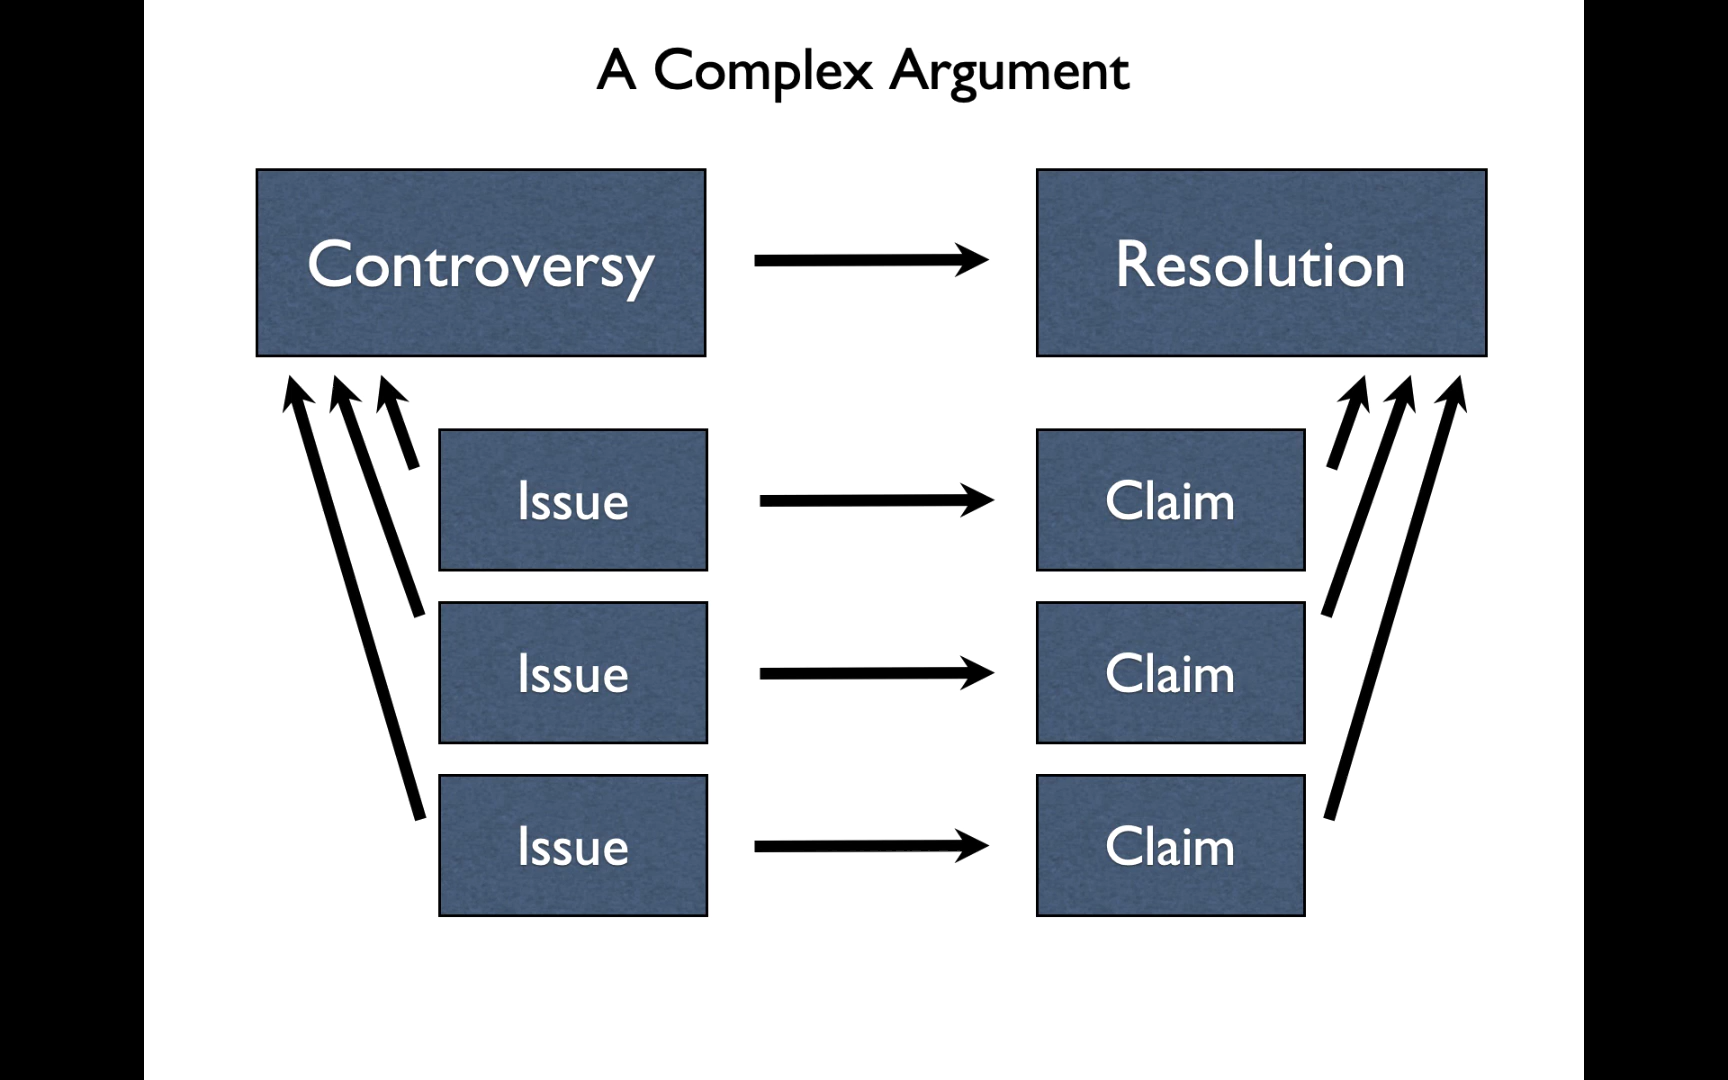 A Complex Argument
Controversy
Resolution
Issue
Claim
Issue
Claim
Issue
Claim